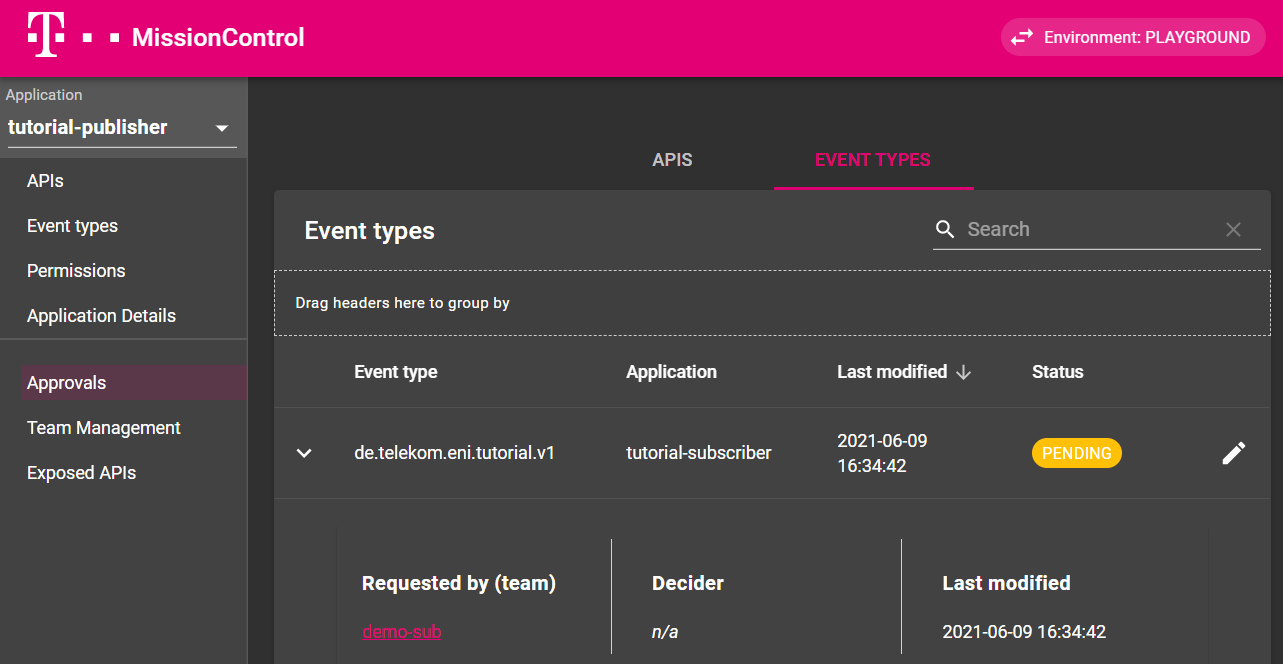 T
MissionControl
Environment: PLAYGROUND
Application
tutorial-publisher
APIs
Event types
Permissions
Application Details
Approvals
Team Management
Exposed APIs
APIS
EVENT TYPES
Event types
Search
Drag headers here to group by
Event type
Application
Last modified
Status
de.telekom.eni.tutorial.v1
tutorial-subscriber
2021-06-09
16:34:42
PENDING
Requested by (team)
Decider
Last modified
demo-sub
n/a
2021-06-09 16:34:42